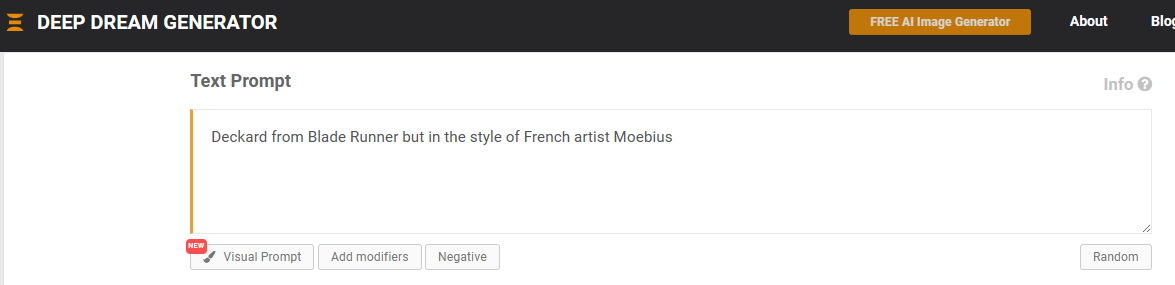 DEEP DREAM GENERATOR FREE AI Image Generator About Blog
Text Prompt Info ?
Deckard from Blade Runner but in the style of French artist Moebius
NEW
Visual Prompt Add modifiers Negative Random